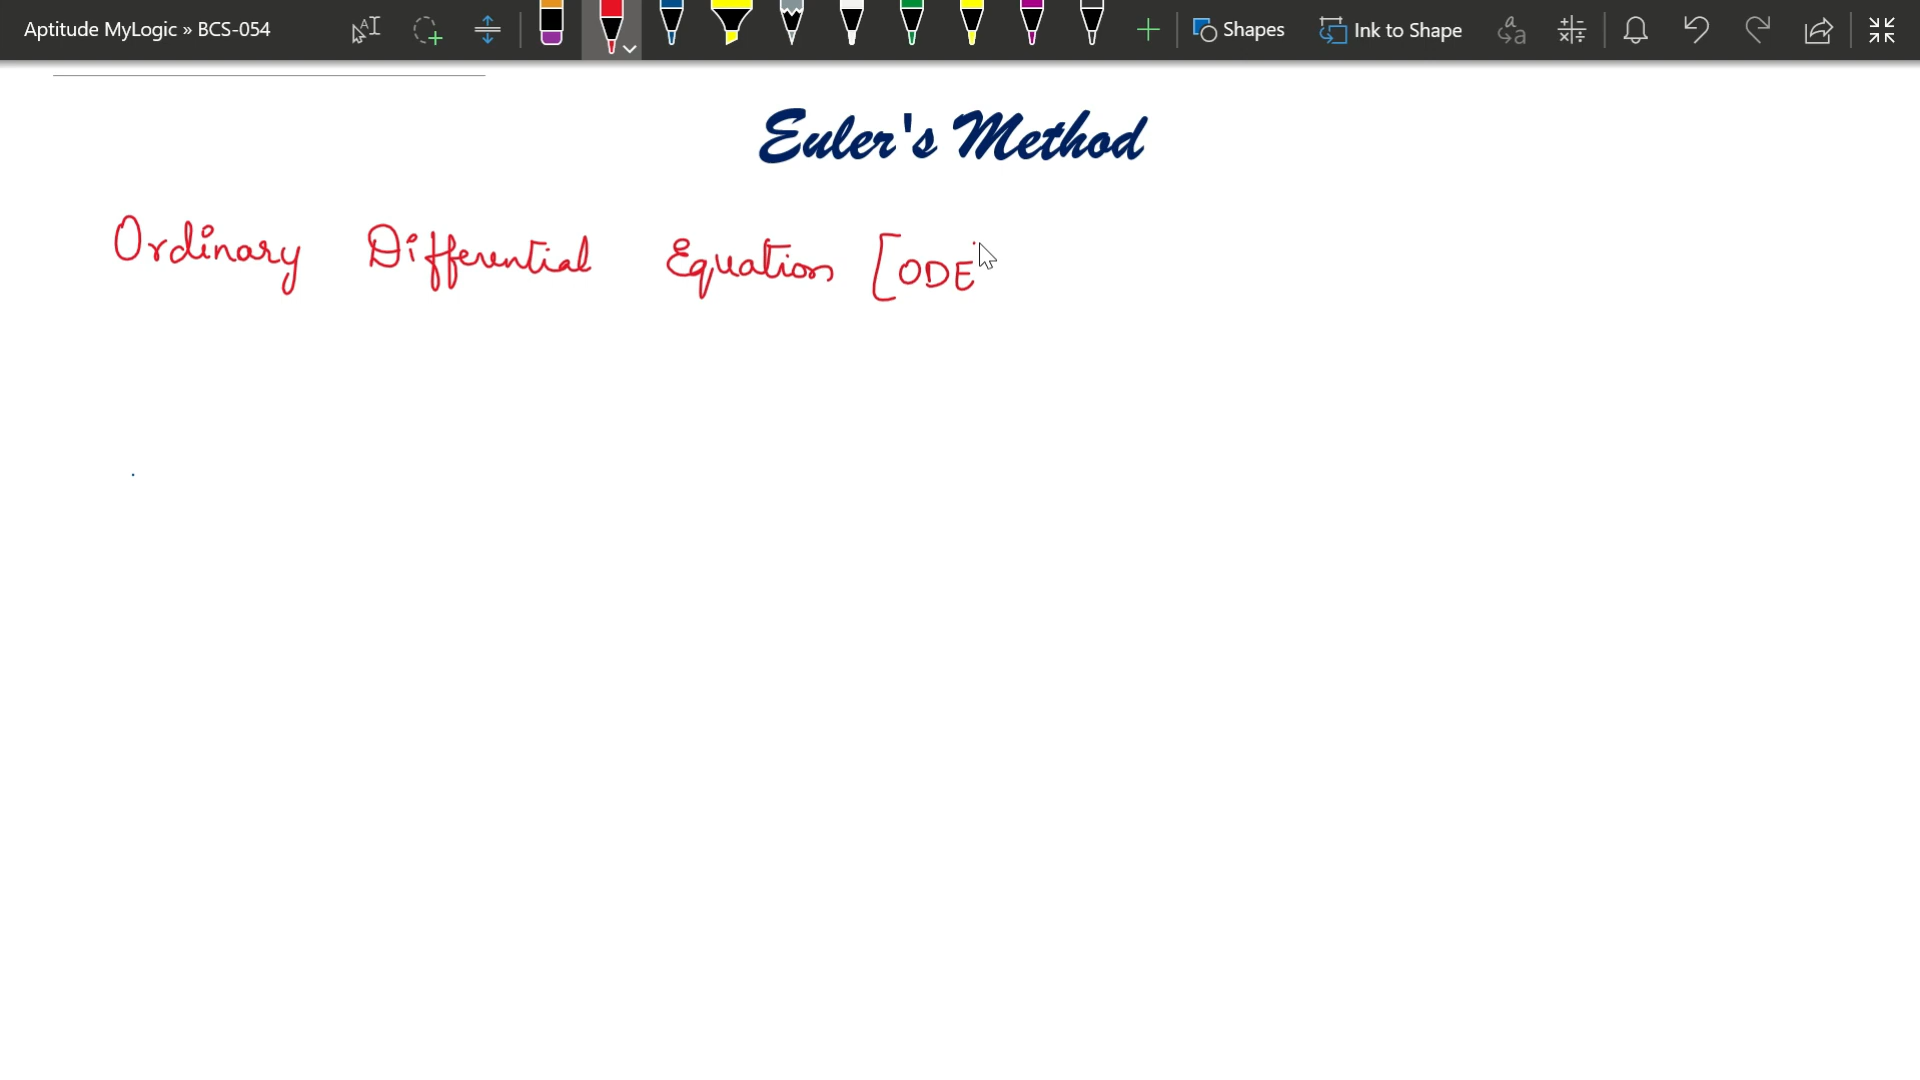 Aptitude MyLogic » BCS-054 Shapes Ink to Shape
Euler's Method
Ordinary Differential Equation [ODE